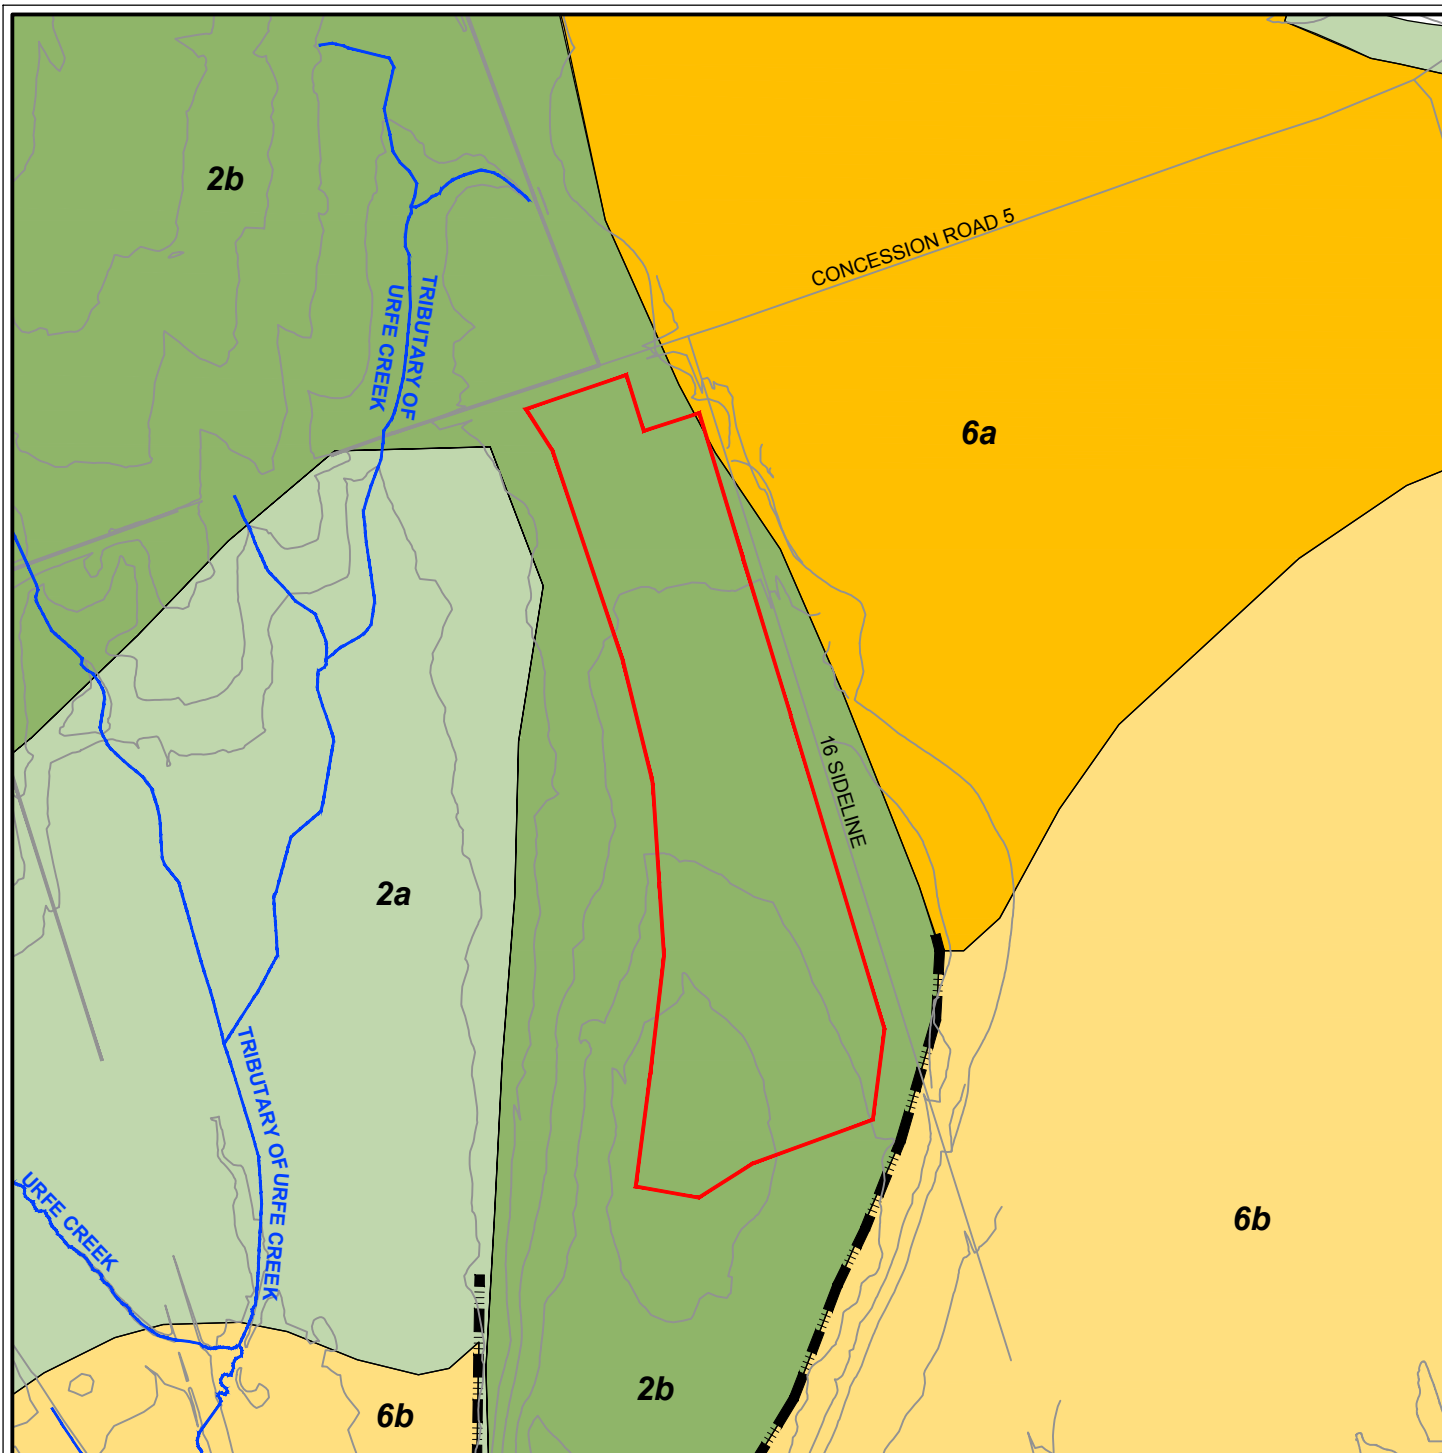 2b
CONCESSION ROAD 5
TRIBUTARY OF
URFE CREEK
6a
16 SIDELINE
2a
TRIBUTARY OF URFE CREEK
URFE CREEK
6b
2b
6b